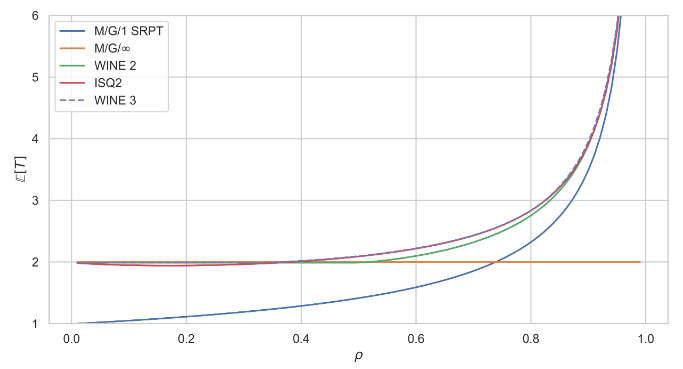 6
5
4
3
2
1
𝔼[T]
M/G/1 SRPT
M/G/∞
WINE 2
ISQ2
WINE 3
0.0 0.2 0.4 0.6 0.8 1.0
ρ